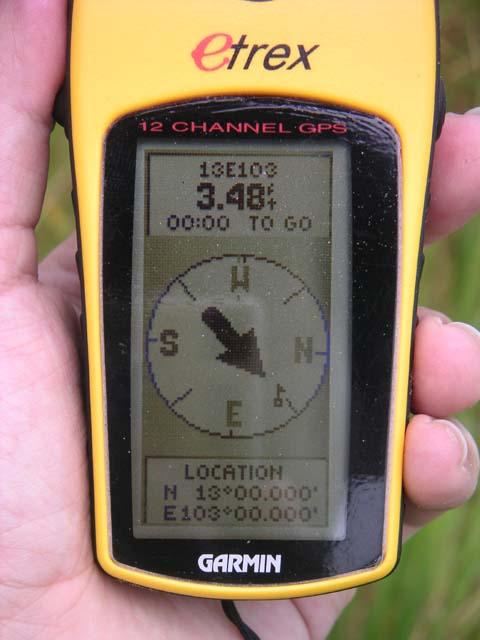 etrex
12 CHANNEL GPS
13E103
3.48 ft
00:00 TO GO
W
S N
E
LOCATION
N 13°00.000'
E103°00.000'
GARMIN